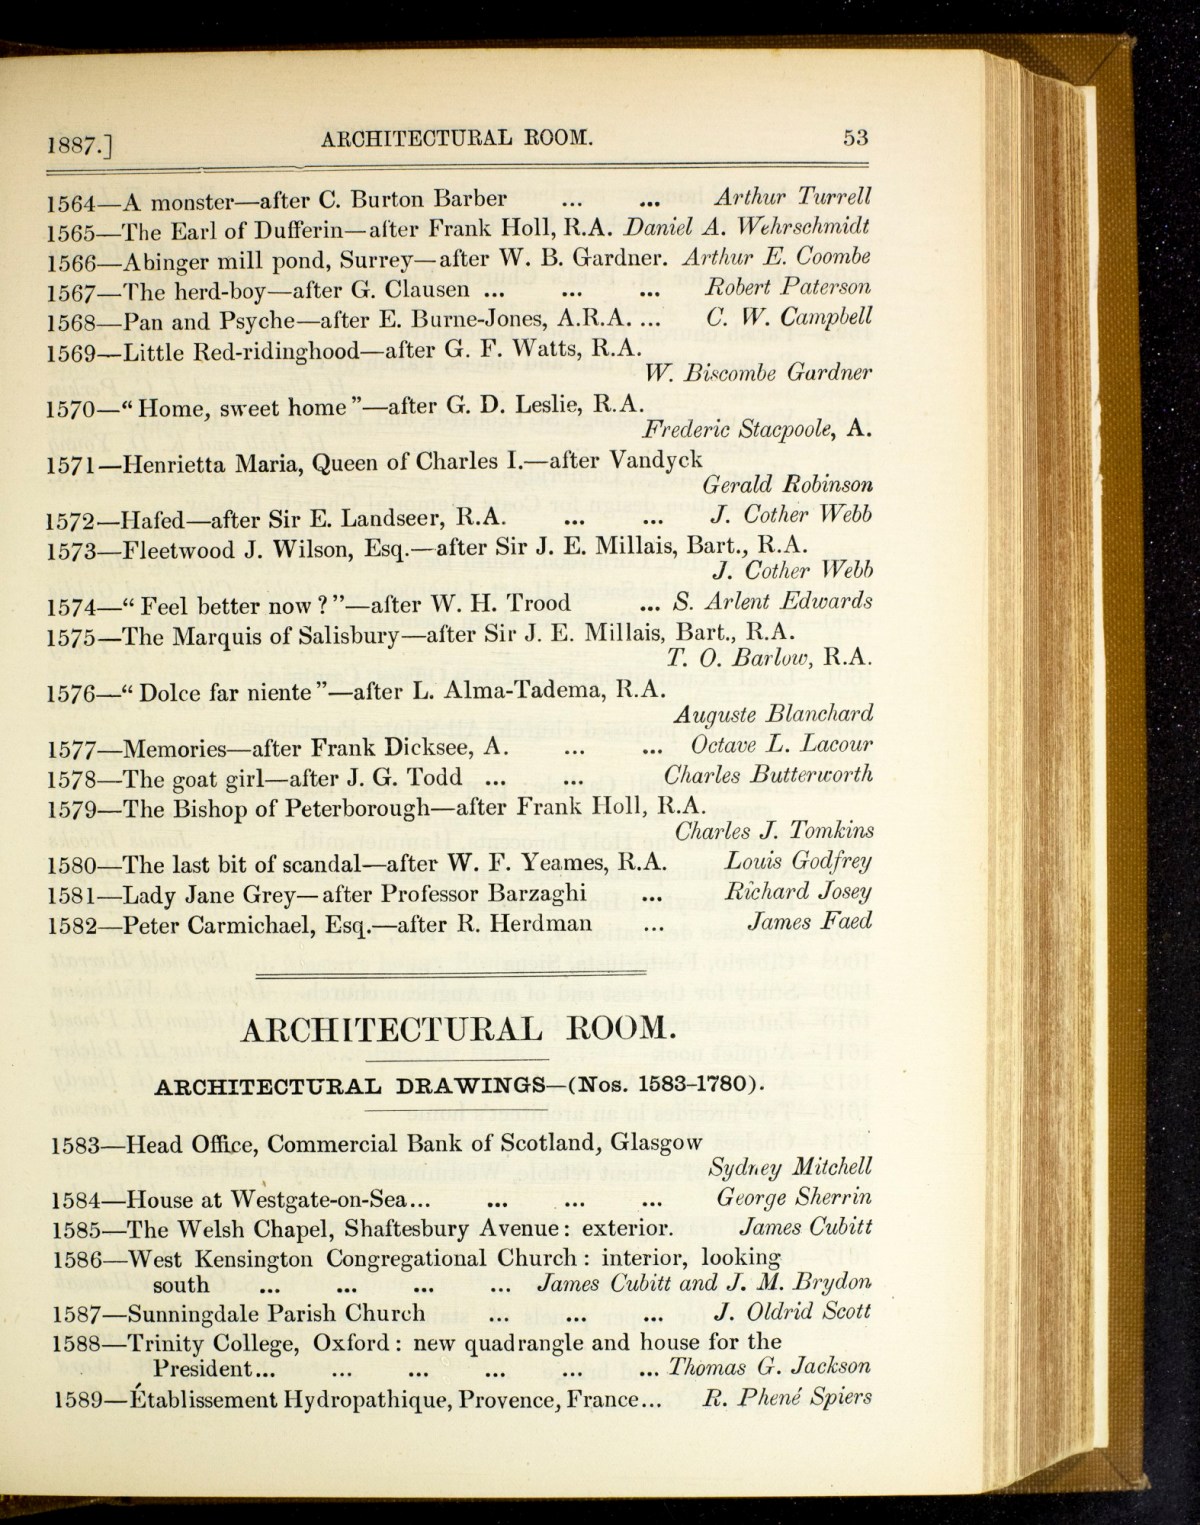 1887.] ARCHITECTURAL ROOM. 53
1564—A monster—after C. Burton Barber ... ... Arthur Turrell
1565—The Earl of Dufferin—after Frank Holl, R.A. Daniel A. Wehrschmidt
1566—Abinger mill pond, Surrey—after W. B. Gardner. Arthur E. Coombe
1567—The herd-boy—after G. Clausen ... ... ... Robert Paterson
1568—Pan and Psyche—after E. Burne-Jones, A.R.A. ... C. W. Campbell
1569—Little Red-ridinghood—after G. F. Watts, R.A.
W. Biscombe Gardner
1570—“Home, sweet home”—after G. D. Leslie, R.A.
Frederic Stacpoole, A.
1571—Henrietta Maria, Queen of Charles I.—after Vandyck
Gerald Robinson
1572—Hafed—after Sir E. Landseer, R.A. ... ... J. Cother Webb
1573—Fleetwood J. Wilson, Esq.—after Sir J. E. Millais, Bart., R.A.
J. Cother Webb
1574—“Feel better now?”—after W. H. Trood ... S. Arlent Edwards
1575—The Marquis of Salisbury—after Sir J. E. Millais, Bart., R.A.
T. O. Barlow, R.A.
1576—“Dolce far niente”—after L. Alma-Tadema, R.A.
Auguste Blanchard
1577—Memories—after Frank Dicksee, A. ... ... Octave L. Lacour
1578—The goat girl—after J. G. Todd ... ... Charles Butterworth
1579—The Bishop of Peterborough—after Frank Holl, R.A.
Charles J. Tomkins
1580—The last bit of scandal—after W. F. Yeames, R.A. Louis Godfrey
1581—Lady Jane Grey—after Professor Barzaghi ... Richard Josey
1582—Peter Carmichael, Esq.—after R. Herdman ... James Faed
ARCHITECTURAL ROOM.
ARCHITECTURAL DRAWINGS—(Nos. 1583-1780).
1583—Head Office, Commercial Bank of Scotland, Glasgow
Sydney Mitchell
1584—House at Westgate-on-Sea... ... ... ... George Sherrin
1585—The Welsh Chapel, Shaftesbury Avenue: exterior. James Cubitt
1586—West Kensington Congregational Church: interior, looking
south ... ... ... ... James Cubitt and J. M. Brydon
1587—Sunningdale Parish Church ... ... ... J. Oldrid Scott
1588—Trinity College, Oxford: new quadrangle and house for the
President... ... ... ... ... ... Thomas G. Jackson
1589—Établissement Hydropathique, Provence, France... R. Phené Spiers